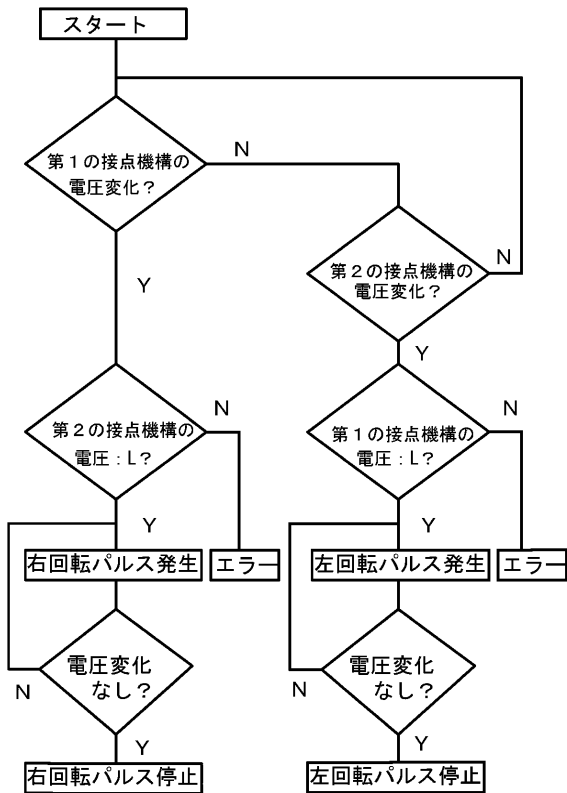 スタート
第１の接点機構の
電圧変化？
N
第２の接点機構の
電圧変化？
N
Y
Y
第２の接点機構の
電圧：L？
N
第１の接点機構の
電圧：L？
N
Y
Y
右回転パルス発生
エラー
左回転パルス発生
エラー
電圧変化
なし？
N
電圧変化
なし？
N
Y
Y
右回転パルス停止
左回転パルス停止